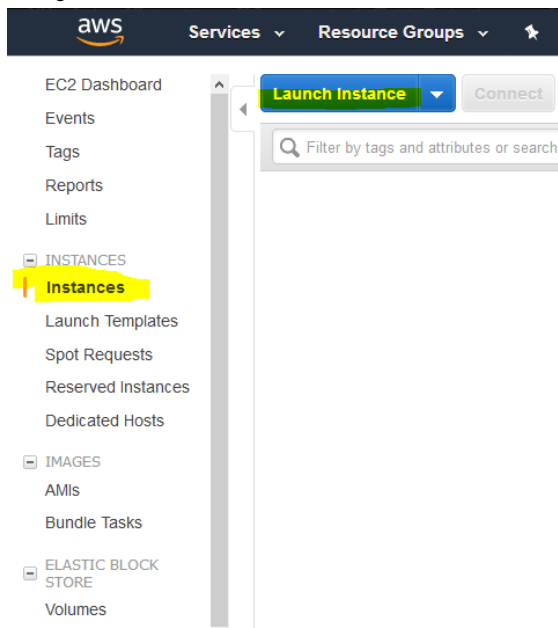 aws Services Resource Groups
EC2 Dashboard
Events
Tags
Reports
Limits
INSTANCES
Instances
Launch Templates
Spot Requests
Reserved Instances
Dedicated Hosts
IMAGES
AMIs
Bundle Tasks
ELASTIC BLOCK
STORE
Volumes
Launch Instance Connect
Filter by tags and attributes or search